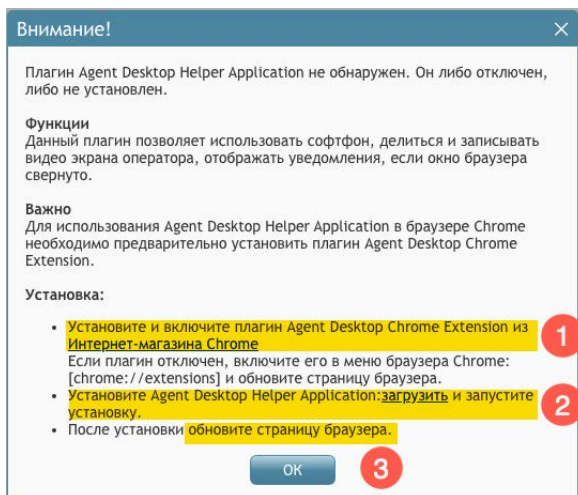 Внимание!
Плагин Agent Desktop Helper Application не обнаружен. Он либо отключен,
либо не установлен.
Функции
Данный плагин позволяет использовать софтфон, делиться и записывать
видео экрана оператора, отображать уведомления, если окно браузера
свернуто.
Важно
Для использования Agent Desktop Helper Application в браузере Chrome
необходимо предварительно установить плагин Agent Desktop Chrome
Extension.
Установка:
• Установите и включите плагин Agent Desktop Chrome Extension из
Интернет-магазина Chrome
1
Если плагин отключен, включите его в меню браузера Chrome:
[chrome://extensions] и обновите страницу браузера.
• Установите Agent Desktop Helper Application:загрузить и запустите
установку.
2
• После установки обновите страницу браузера.
ОК
3